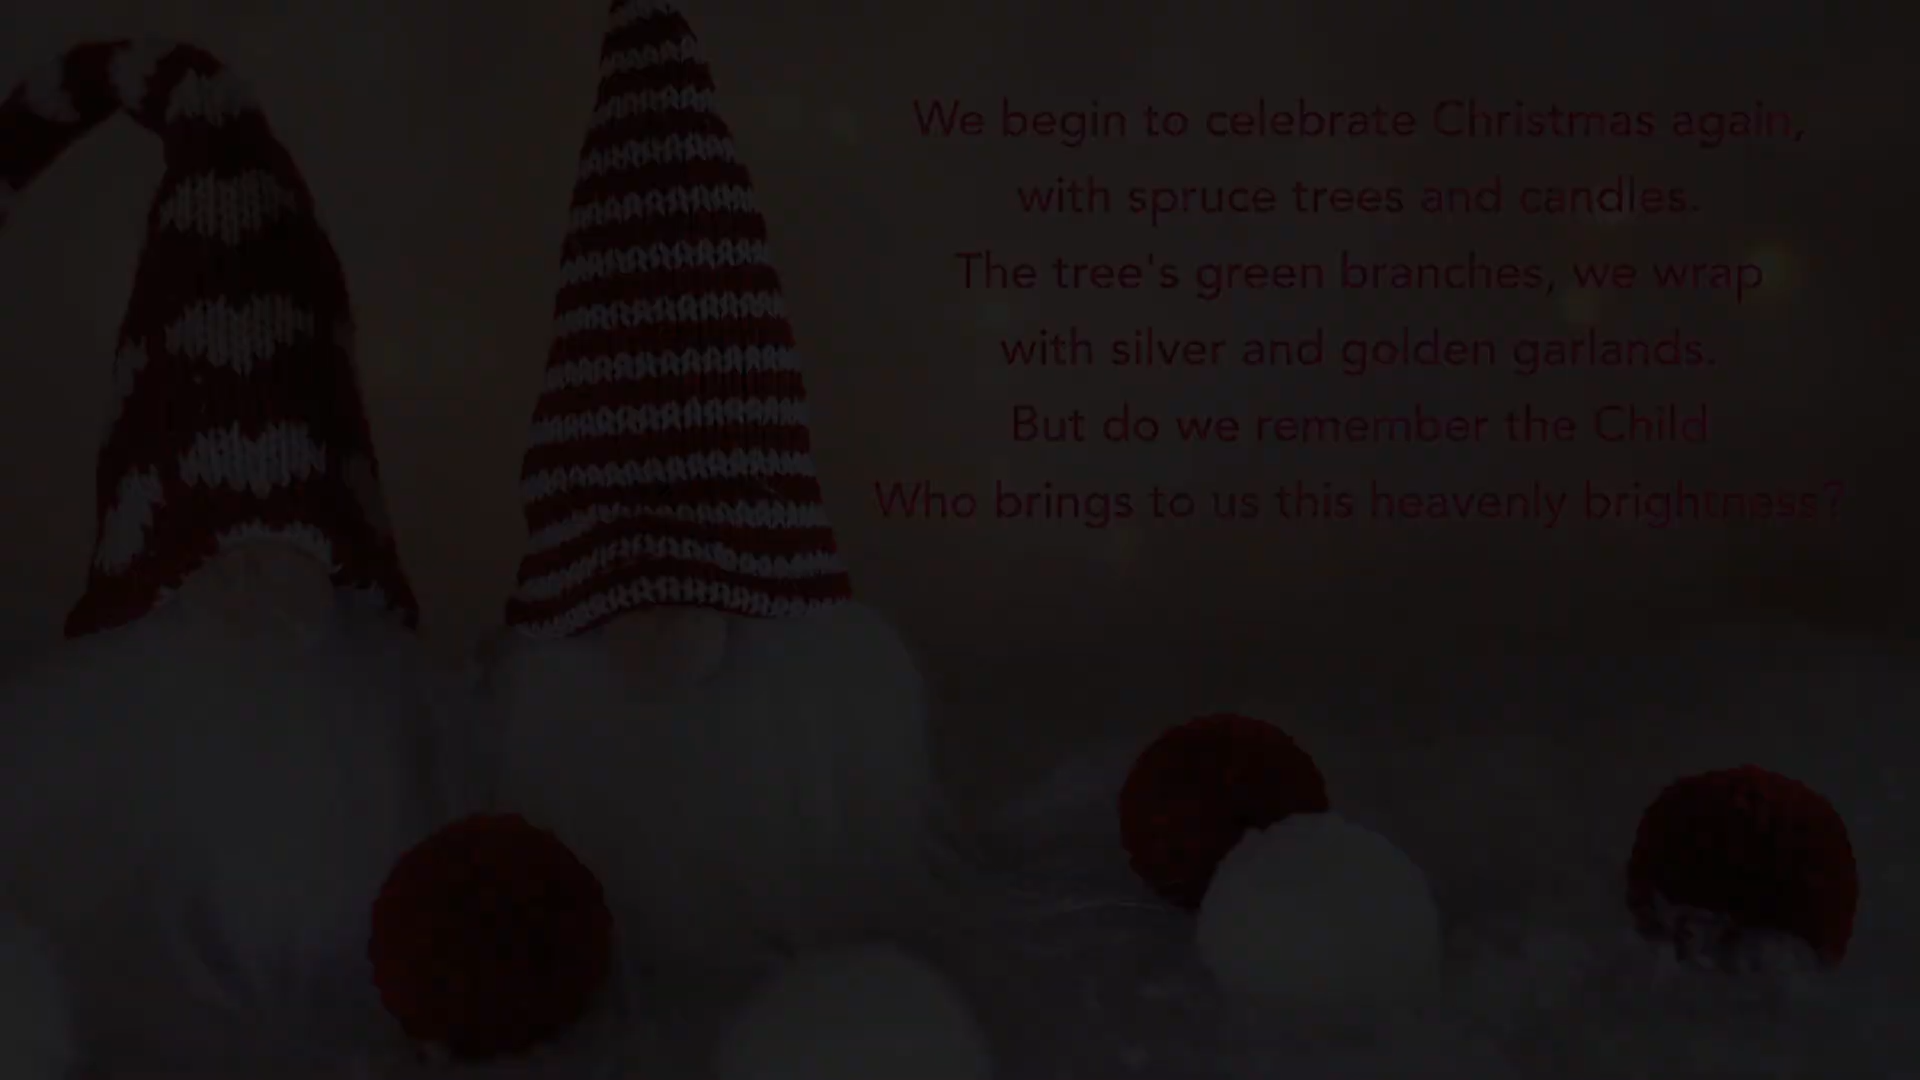 We begin to celebrate Christmas again,
with spruce trees and candles.
The tree's green branches, we wrap
with silver and golden garlands.
But do we remember the Child
Who brings to us this heavenly brightness?